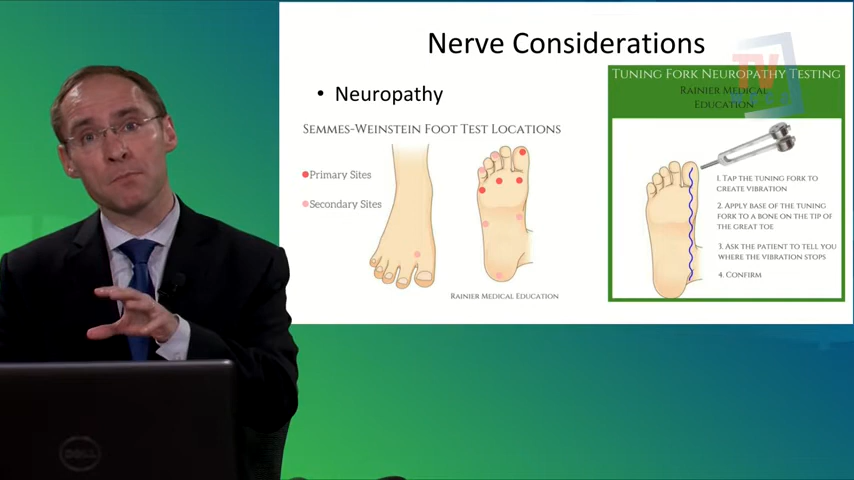 Nerve Considerations
• Neuropathy
Semmes-Weinstein Foot Test Locations
Primary Sites
Secondary Sites
Rainier Medical Education
Tuning Fork Neuropathy Testing
Rainier Medical
Education
1. Tap the tuning fork to
create vibration
2. Apply base of the tuning
fork to a bone on the tip of
the great toe
3. Ask the patient to tell you
where the vibration stops
4. Confirm
TV
DELL